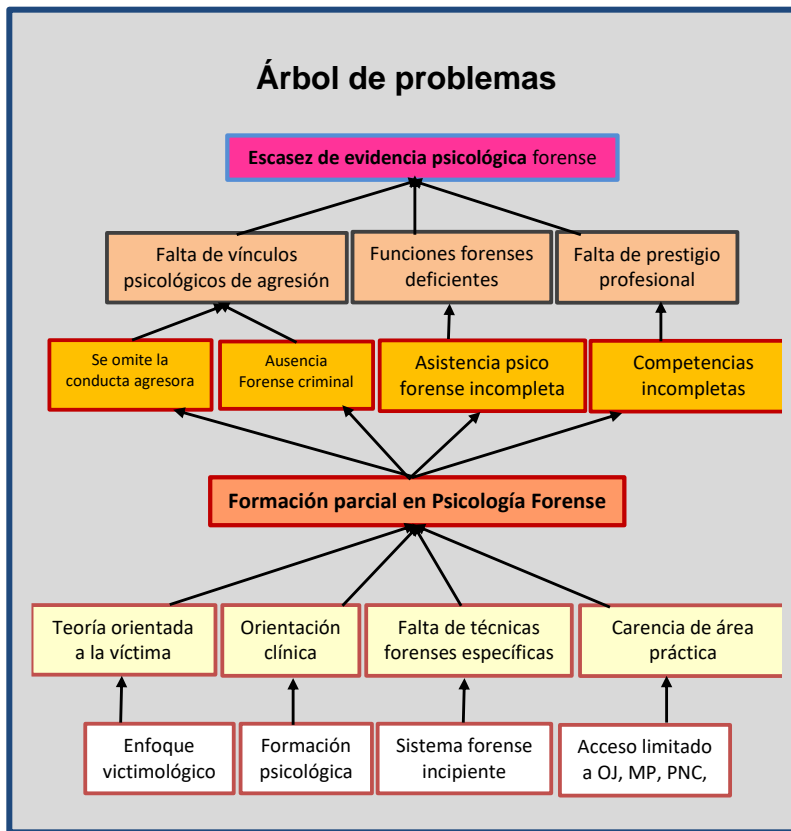 Árbol de problemas
Escasez de evidencia psicológica forense
Falta de vínculos
psicológicos de agresión
Funciones forenses
deficientes
Falta de prestigio
profesional
Se omite la
conducta agresora
Ausencia
Forense criminal
Asistencia psico
forense incompleta
Competencias
incompletas
Formación parcial en Psicología Forense
Teoría orientada
a la víctima
Orientación
clínica
Falta de técnicas
forenses específicas
Carencia de área
práctica
Enfoque
victimológico
Formación
psicológica
Sistema forense
incipiente
Acceso limitado
a OJ, MP, PNC,